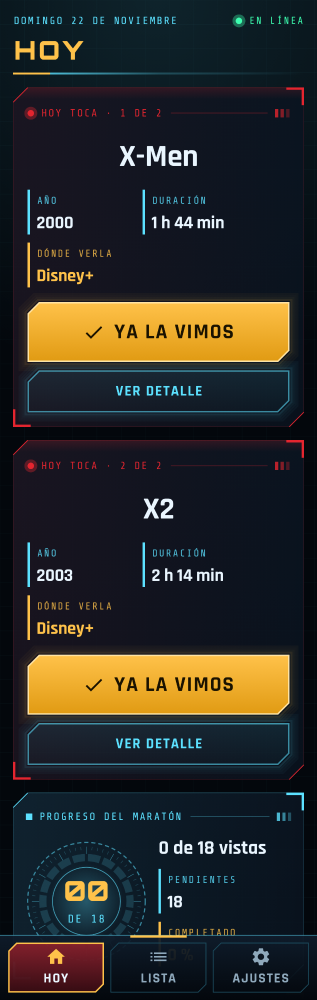 DOMINGO 22 DE NOVIEMBRE
EN LÍNEA
HOY
HOY TOCA · 1 DE 2
X-Men
AÑO
DURACIÓN
2000
1 h 44 min
DÓNDE VERLA
Disney+
YA LA VIMOS
VER DETALLE
HOY TOCA · 2 DE 2
X2
AÑO
DURACIÓN
2003
2 h 14 min
DÓNDE VERLA
Disney+
YA LA VIMOS
VER DETALLE
PROGRESO DEL MARATÓN
0 de 18 vistas
00
DE 18
PENDIENTES
18
COMPLETADO
0 %
HOY
LISTA
AJUSTES